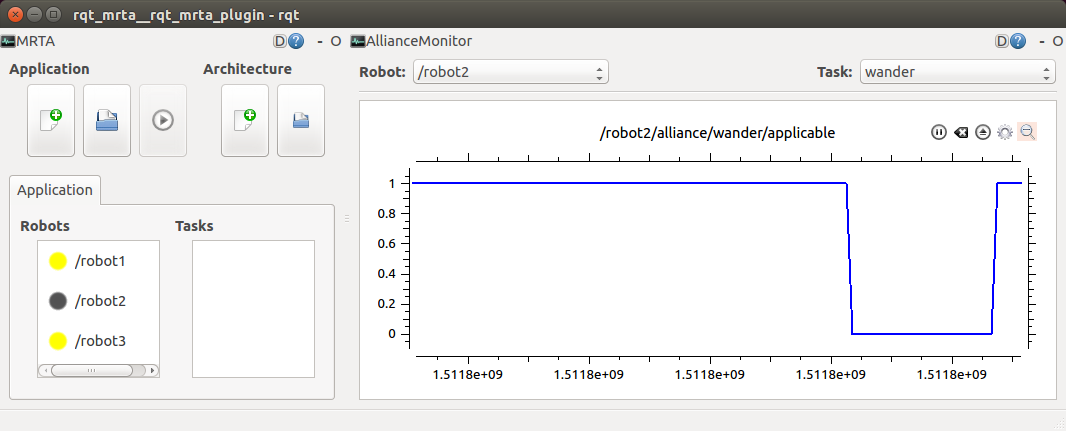 rqt_mrta__rqt_mrta_plugin - rqt
MRTA
D ? - O
AllianceMonitor
D ? - O
Application
Architecture
Robot: /robot2
Task: wander
Application
Robots
Tasks
/robot1
/robot2
/robot3
/robot2/alliance/wander/applicable
1
0.8
0.6
0.4
0.2
0
1.5118e+09 1.5118e+09 1.5118e+09 1.5118e+09 1.5118e+09